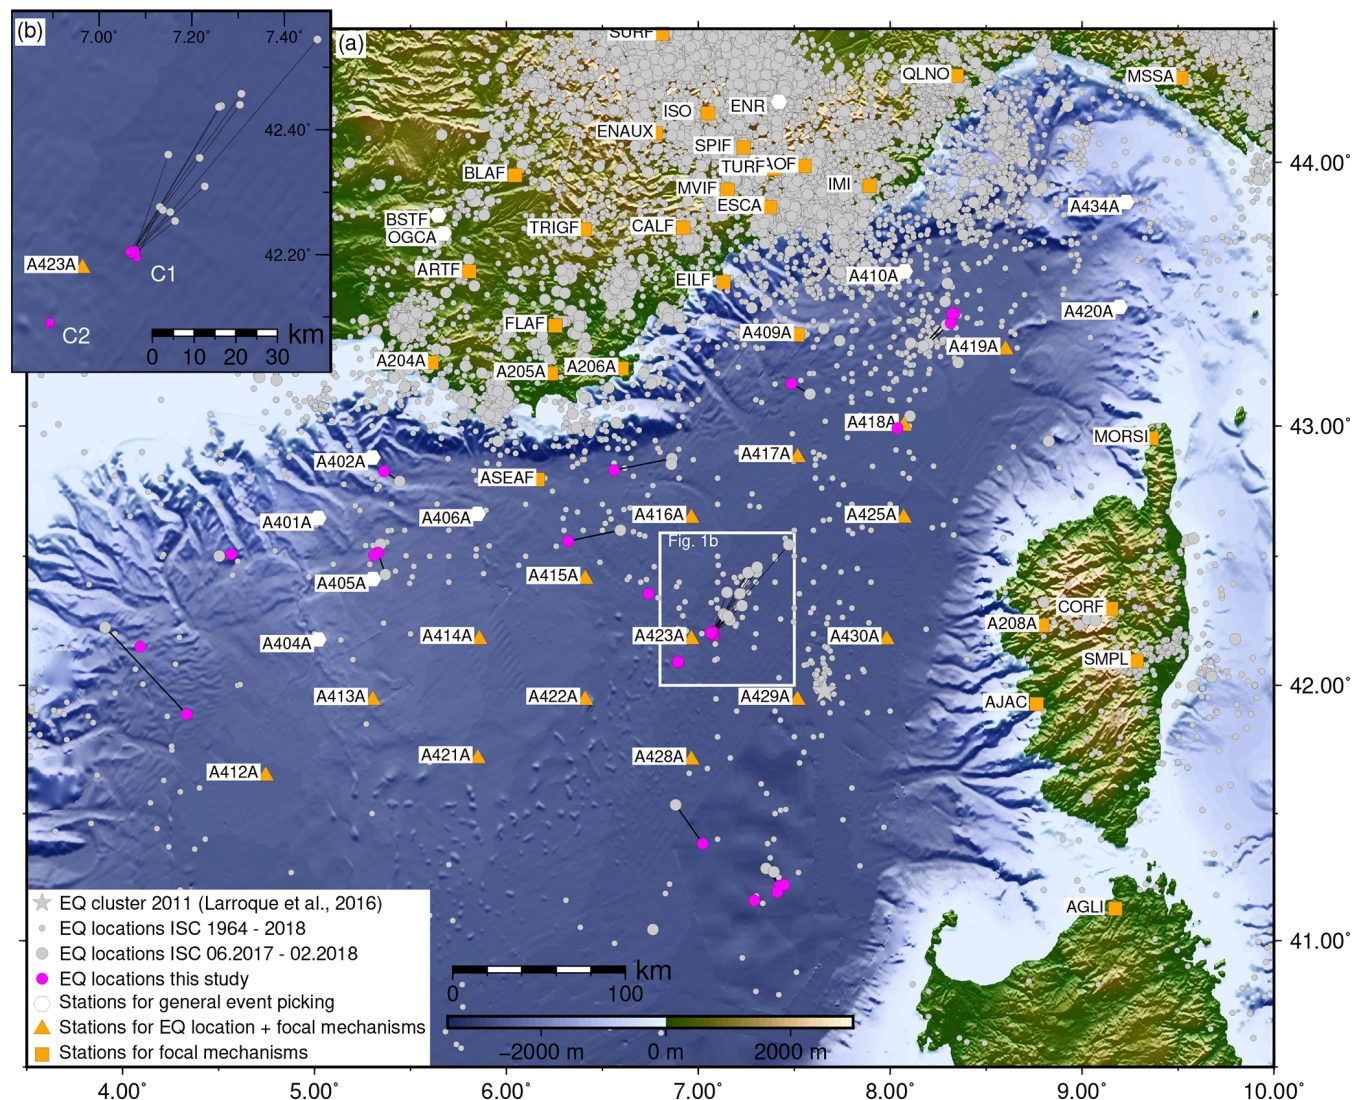 (b)
7.00°
7.20°
7.40°
42.40°
42.20°
A423A
C1
C2
km
0 10 20 30
(a)
SURF
QLNO
MSSA
ISO
ENR
ENAUX
SPIF
TURF
AOF
BLAF
MVIF
IMI
ESCA
A434A
BSTF
OGCA
TRIGF
CALF
ARTF
EILF
A410A
A420A
FLAF
A409A
A419A
A204A
A205A
A206A
A418A
MORSI
A402A
A417A
ASEAF
A401A
A406A
A416A
A425A
Fig. 1b
A405A
A415A
CORF
A208A
A404A
A414A
A423A
A430A
SMPL
A413A
A422A
A429A
AJAC
A412A
A421A
A428A
AGLI
44.00°
43.00°
42.00°
41.00°
EQ cluster 2011 (Larroque et al., 2016)
EQ locations ISC 1964 - 2018
EQ locations ISC 06.2017 - 02.2018
EQ locations this study
Stations for general event picking
Stations for EQ location + focal mechanisms
Stations for focal mechanisms
km
0 100
−2000 m 0 m 2000 m
4.00° 5.00° 6.00° 7.00° 8.00° 9.00° 10.00°